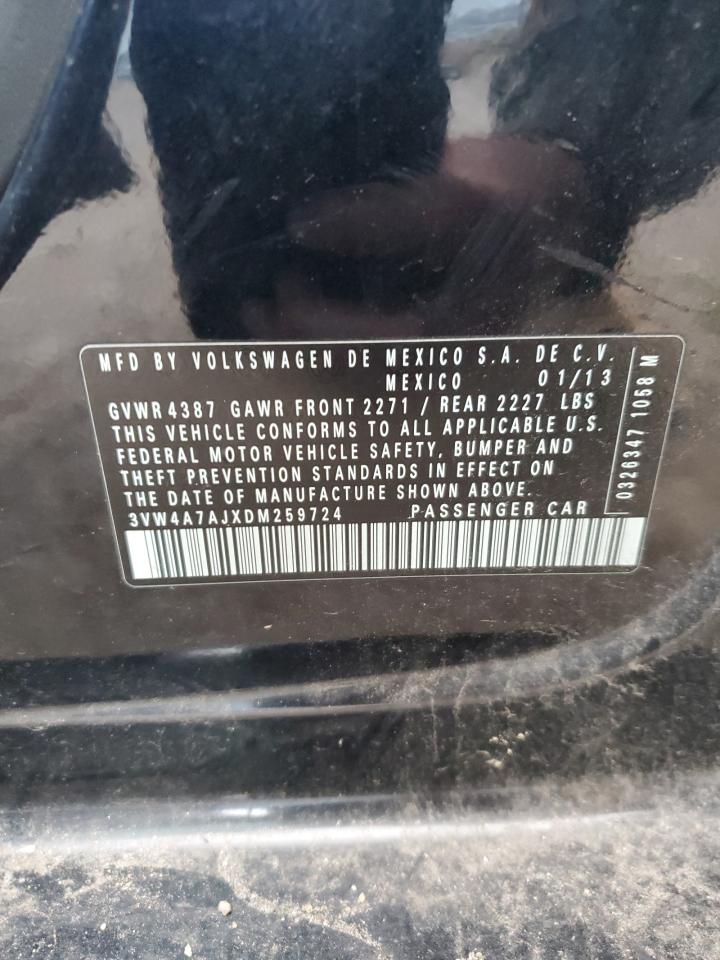 MFD BY VOLKSWAGEN DE MEXICO S.A. DE C.V.
MEXICO 01/13
GVWR 4387 GAWR FRONT 2271 / REAR 2227 LBS
THIS VEHICLE CONFORMS TO ALL APPLICABLE U.S.
FEDERAL MOTOR VEHICLE SAFETY, BUMPER AND
THEFT PREVENTION STANDARDS IN EFFECT ON
THE DATE OF MANUFACTURE SHOWN ABOVE.
3VW4A7AJXDM259724 PASSENGER CAR
0326347 1058 M